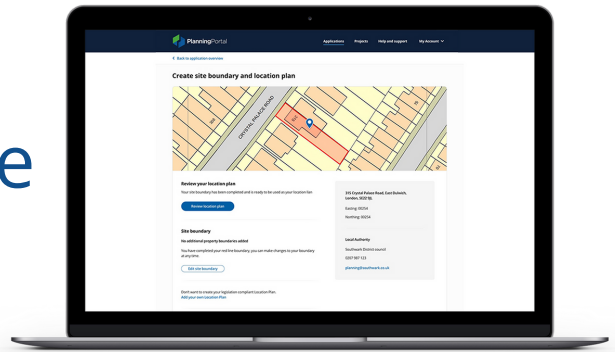 e
PlanningPortal
Applications Projects Help and support My Account
Back to application overview
Create site boundary and location plan
CRYSTAL PALACE ROAD
Review your location plan
Your site boundary has been completed and is ready to be used as your location plan
Review location plan
Site boundary
No additional property boundaries added
You have completed your red line boundary, you can make changes to your boundary
at any time.
Edit site boundary
Don't want to create your legislation compliant Location Plan
Add your own Location Plan
315 Crystal Palace Road, East Dulwich,
London, SE22 9JL
Easting: 00254
Northing: 00254
Local Authority
Southwark District council
0207 087 123
planning@southwark.co.uk